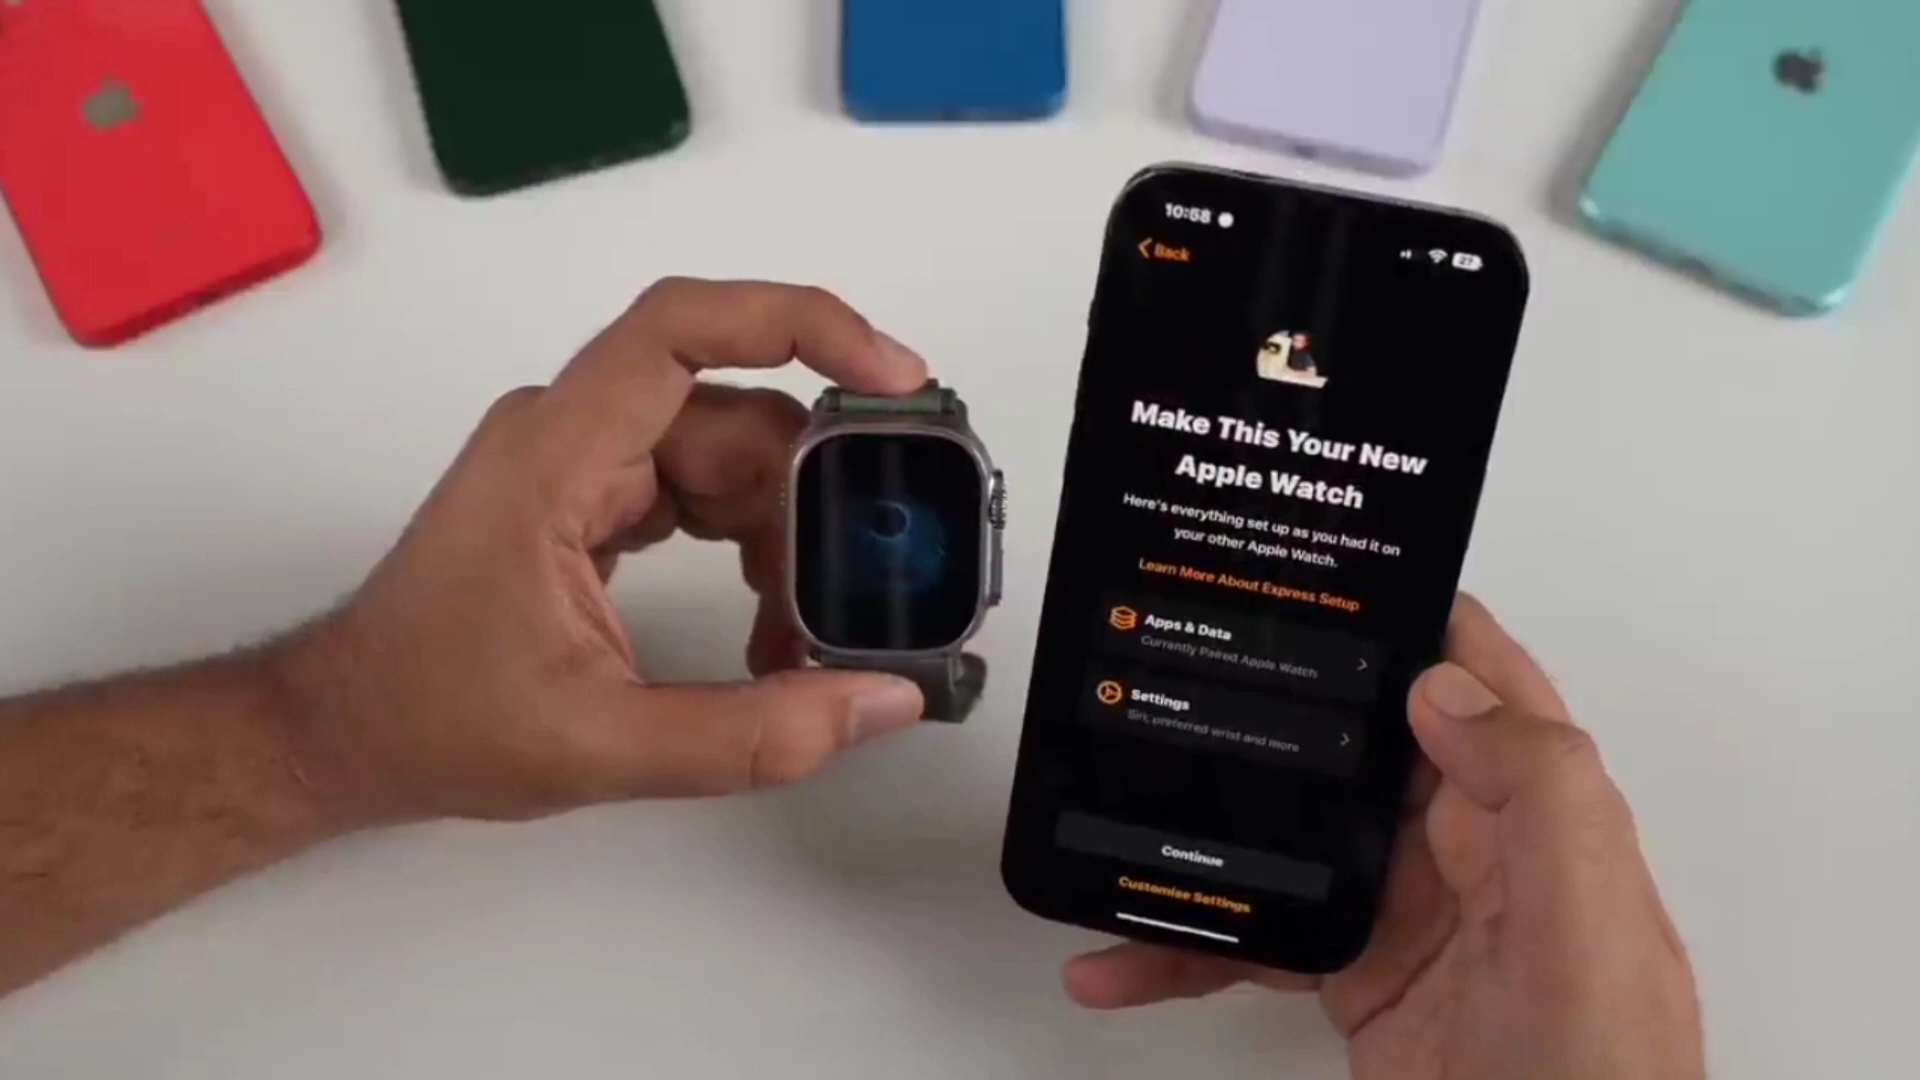 10:58
Back
27
Make This Your New
Apple Watch
Here's everything set up as you had it on
your other Apple Watch.
Learn More About Express Setup
Apps & Data
Currently Paired Apple Watch
Settings
Siri, preferred wrist and more
Continue
Customise Settings